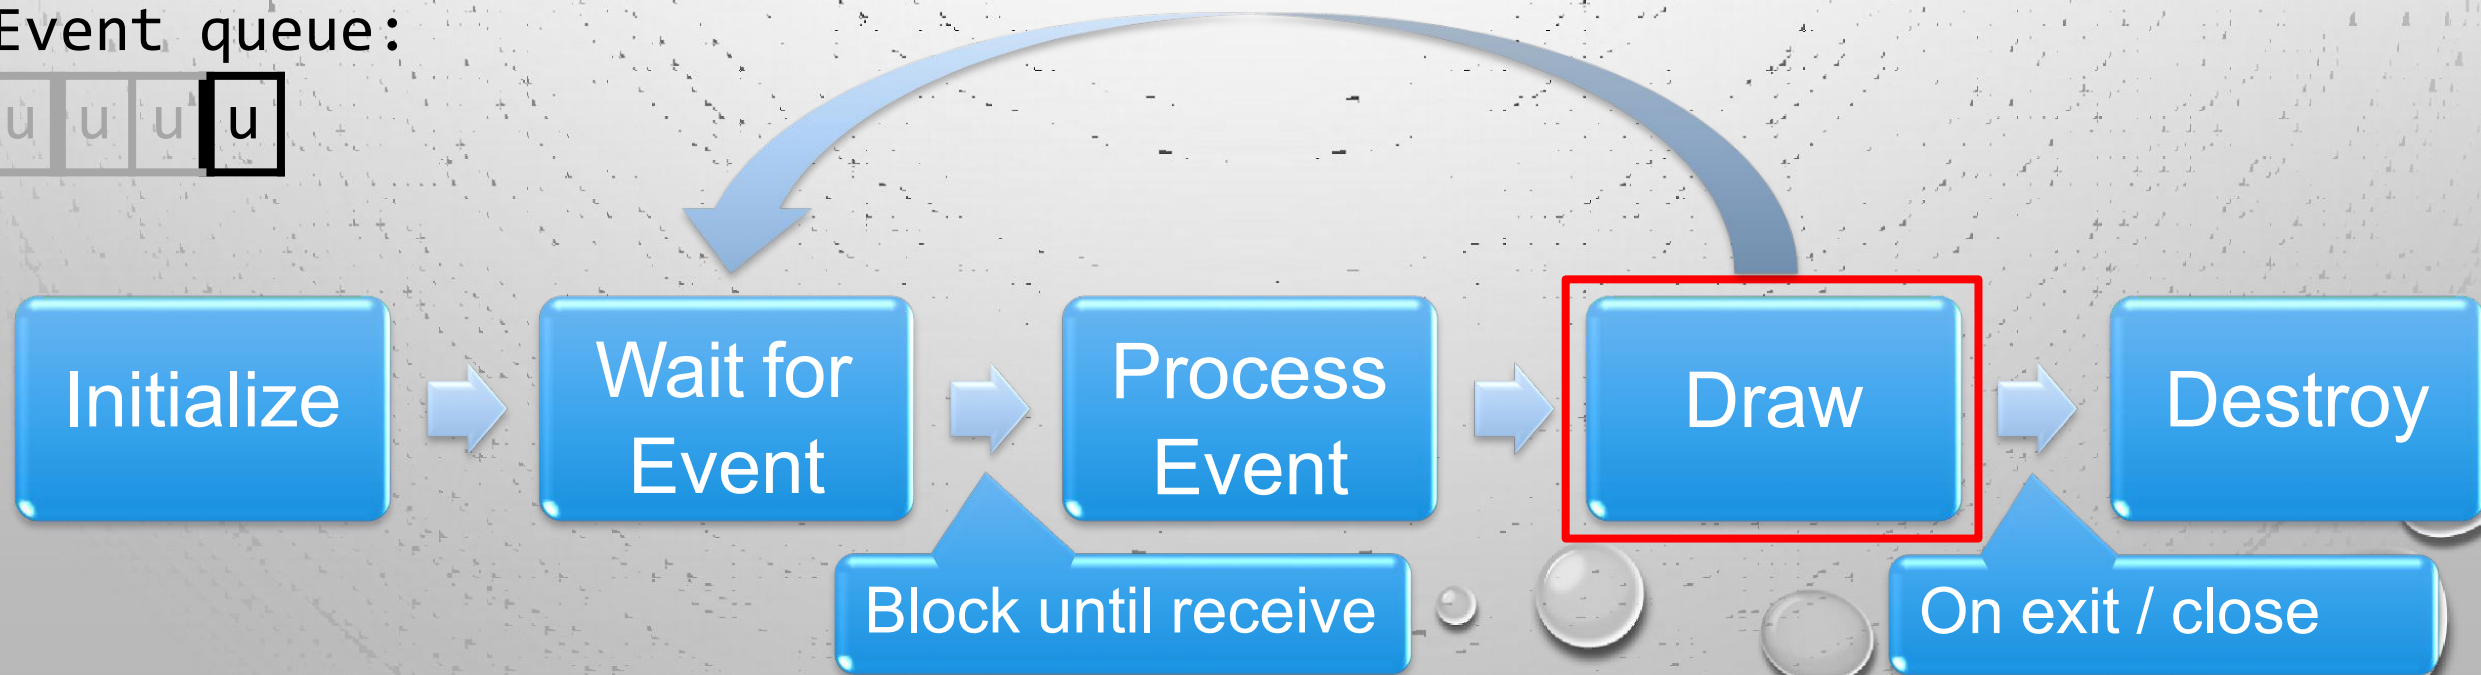 Event queue:
u u u u
Initialize
Wait for
Event
Process
Event
Draw
Destroy
Block until receive
On exit / close